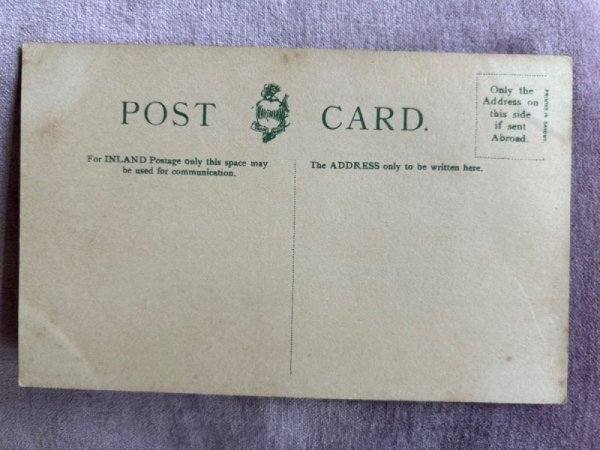 POST CARD.
For INLAND Postage only this space may
be used for communication.
The ADDRESS only to be written here.
Only the
Address on
this side
if sent
Abroad.